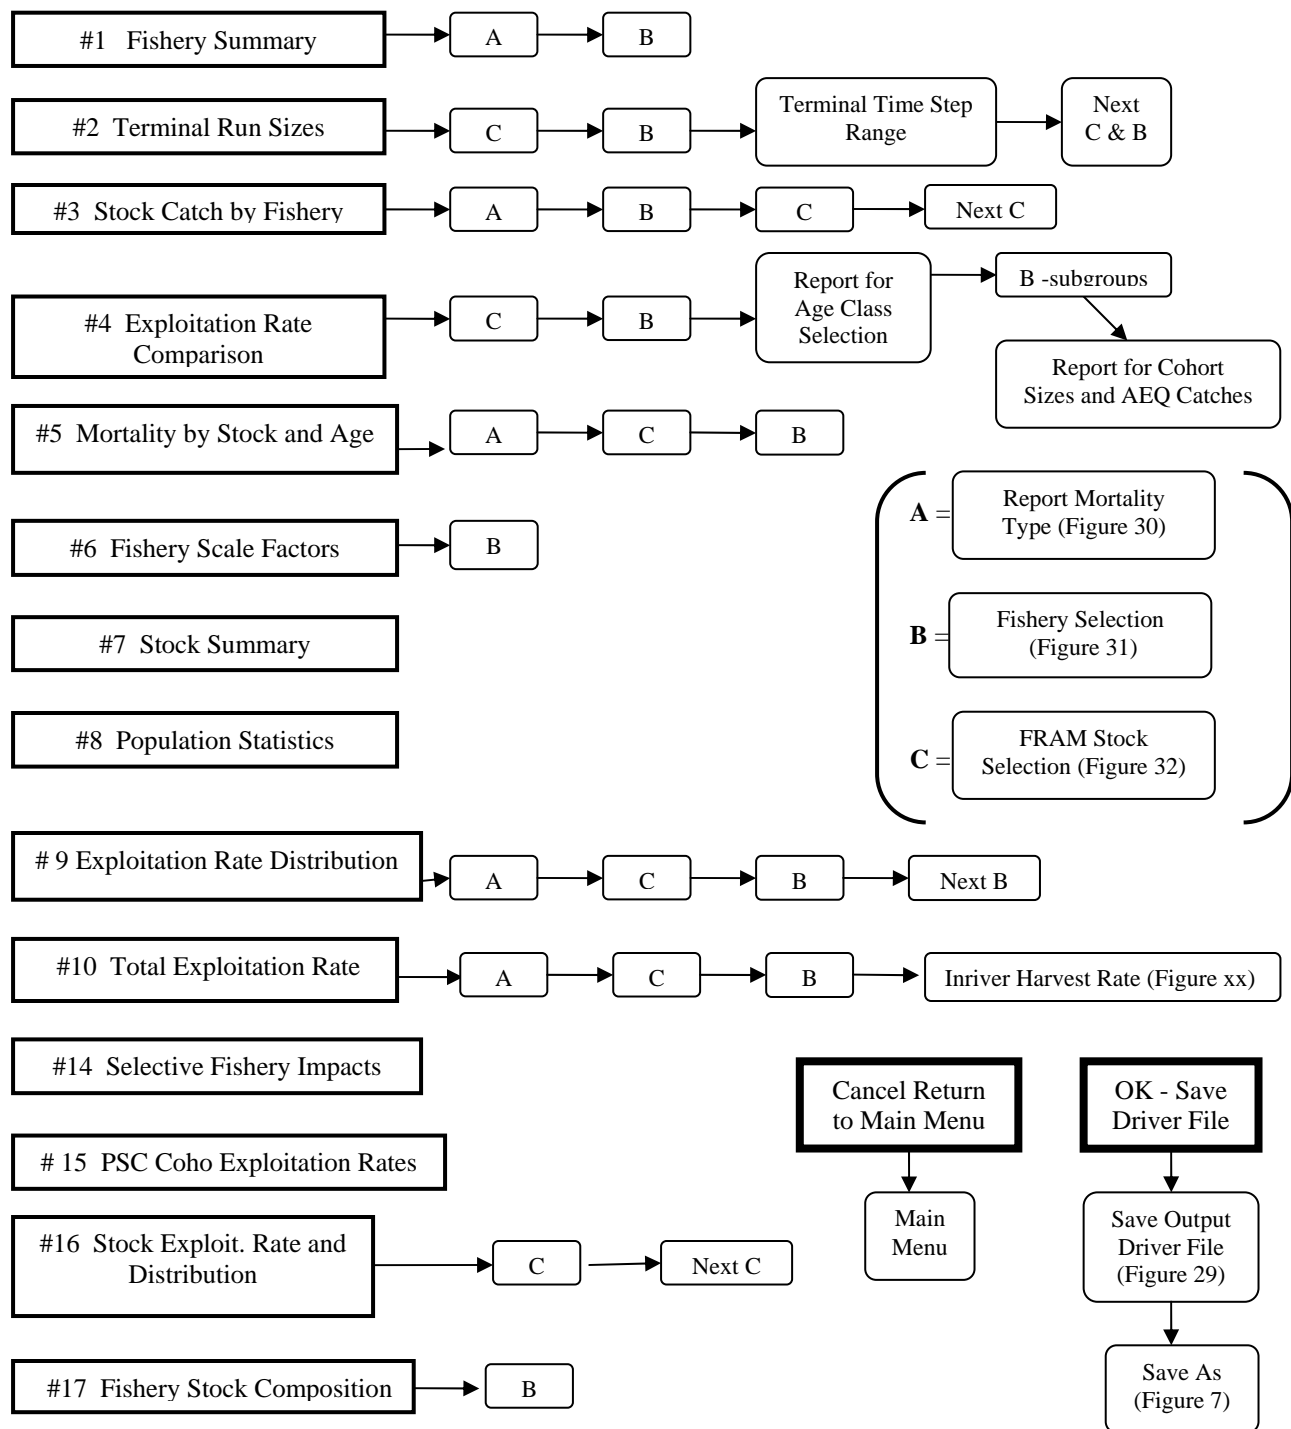 #1 Fishery Summary
A
B
#2 Terminal Run Sizes
C
B
Terminal Time Step
Range
Next
C & B
#3 Stock Catch by Fishery
A
B
C
Next C
#4 Exploitation Rate
Comparison
C
B
Report for
Age Class
Selection
B -subgroups
Report for Cohort
Sizes and AEQ Catches
#5 Mortality by Stock and Age
A
C
B
A =
Report Mortality
Type (Figure 30)
#6 Fishery Scale Factors
B
B =
Fishery Selection
(Figure 31)
#7 Stock Summary
#8 Population Statistics
C =
FRAM Stock
Selection (Figure 32)
# 9 Exploitation Rate Distribution
A
C
B
Next B
#10 Total Exploitation Rate
A
C
B
Inriver Harvest Rate (Figure xx)
#14 Selective Fishery Impacts
Cancel Return
to Main Menu
OK - Save
Driver File
# 15 PSC Coho Exploitation Rates
Main
Menu
Save Output
Driver File
(Figure 29)
#16 Stock Exploit. Rate and
Distribution
C
Next C
#17 Fishery Stock Composition
B
Save As
(Figure 7)